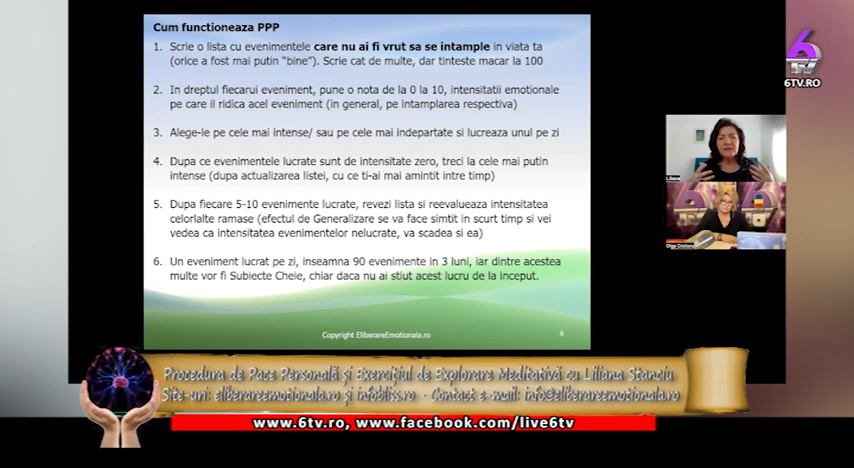 Cum functioneaza PPP
1. Scrie o lista cu evenimentele care nu ai fi vrut sa se intample in viata ta
(orice a fost mai putin "bine"). Scrie cat de multe, dar tinteste macar la 100
2. In dreptul fiecarui eveniment, pune o nota de la 0 la 10, intensitatii emotionale
pe care il ridica acel eveniment (in general, pe intamplarea respectiva)
3. Alege-le pe cele mai intense/ sau pe cele mai indepartate si lucreaza unul pe zi
4. Dupa ce evenimentele lucrate sunt de intensitate zero, treci la cele mai putin
intense (dupa actualizarea listei, cu ce ti-ai mai amintit intre timp)
5. Dupa fiecare 5-10 evenimente lucrate, revezi lista si reevalueaza intensitatea
celorlalte ramase (efectul de Generalizare se va face simtit in scurt timp si vei
vedea ca intensitatea evenimentelor nelucrate, va scadea si ea)
6. Un eveniment lucrat pe zi, inseamna 90 evenimente in 3 luni, iar dintre acestea
multe vor fi Subiecte Cheie, chiar daca nu ai stiut acest lucru de la inceput.
Copyright EliberareEmotionala.ro
8
6
TV
6TV.RO
Liliana
Procedura de Pace Personală și Exercițiul de Explorare Meditativă cu Liliana Stanciu
Site-uri: eliberareemotionala.ro și infobliss.ro - Contact e-mail: info@eliberareemotionala.ro
www.6tv.ro, www.facebook.com/live6tv